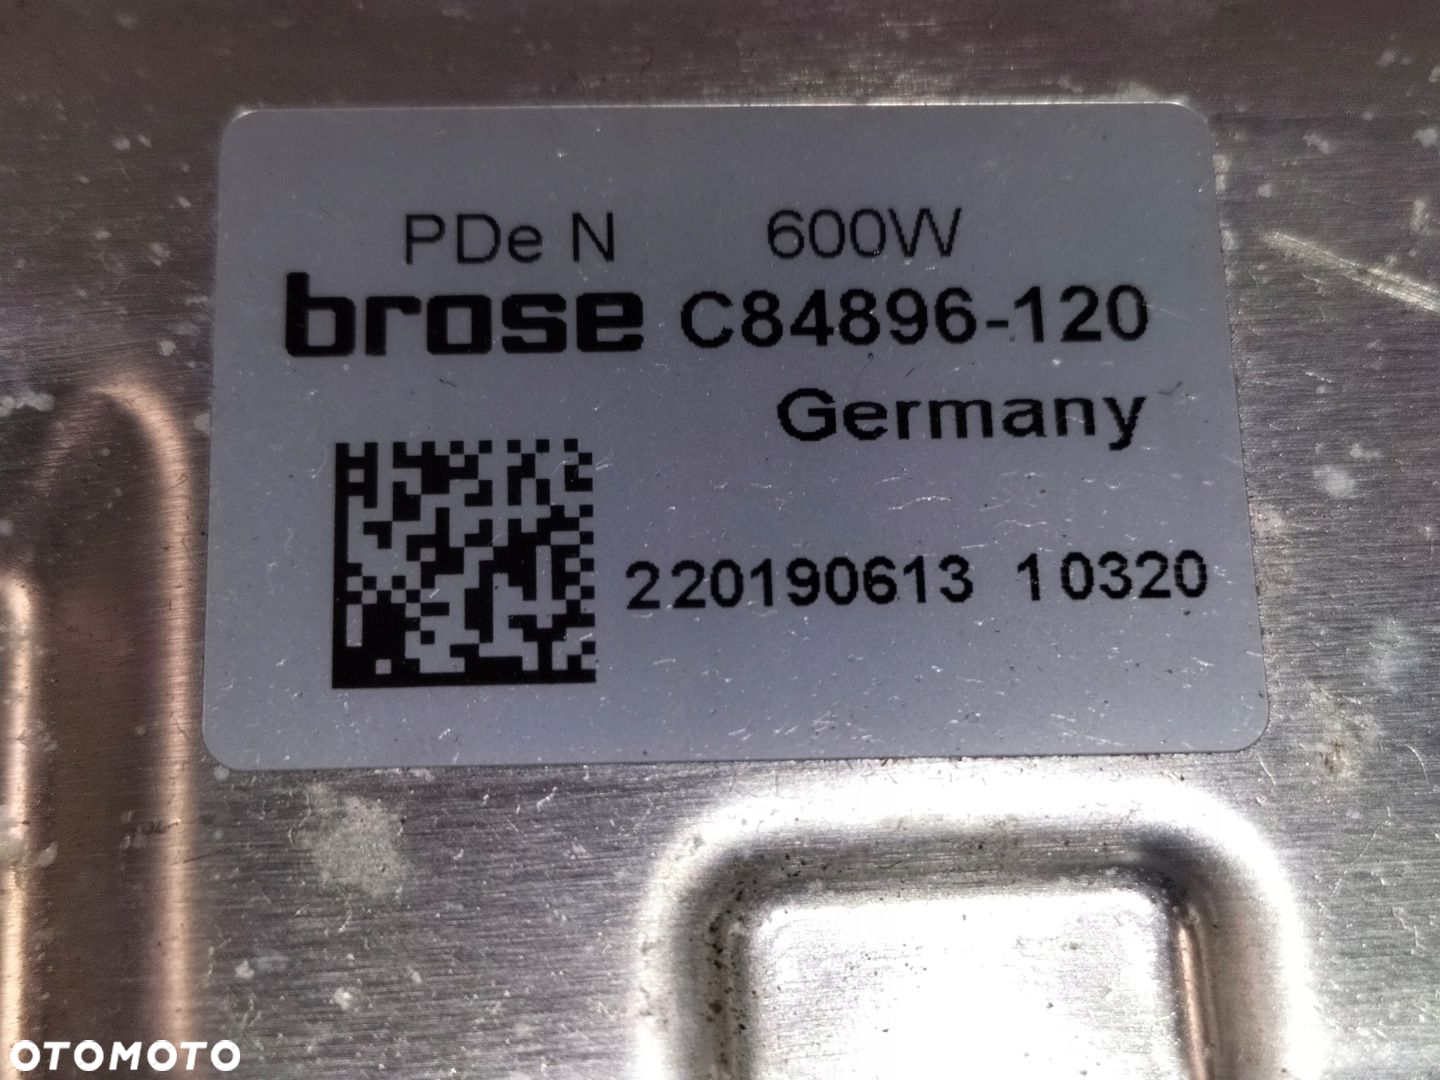 PDe N 600W
brose C84896-120
Germany
220190613 10320
OTOMOTO